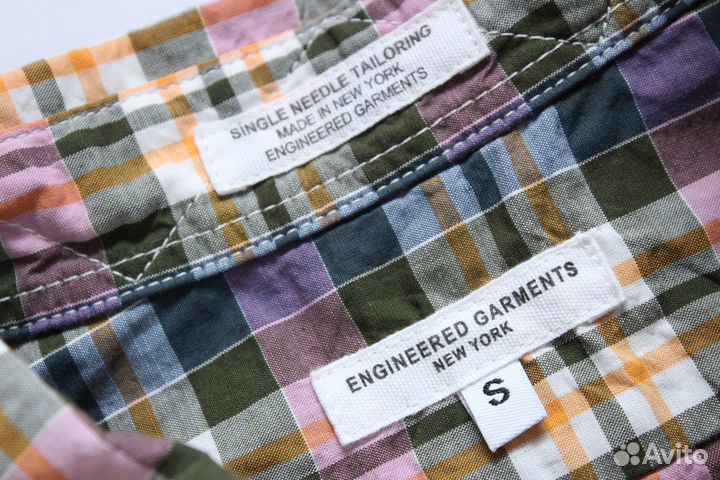 SINGLE NEEDLE TAILORING
MADE IN NEW YORK
ENGINEERED GARMENTS
ENGINEERED GARMENTS
NEW YORK
S
Avito